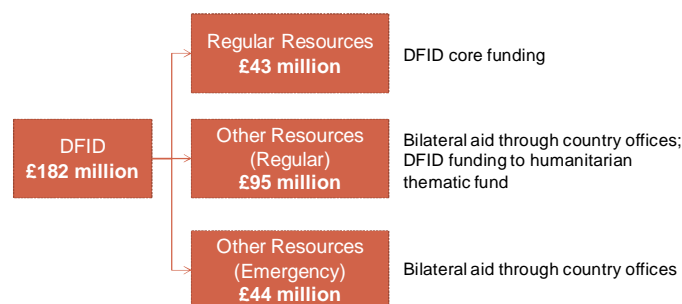 Regular Resources
£43 million
DFID core funding
DFID
£182 million
Other Resources
(Regular)
£95 million
Bilateral aid through country offices;
DFID funding to humanitarian
thematic fund
Other Resources
(Emergency)
£44 million
Bilateral aid through country offices